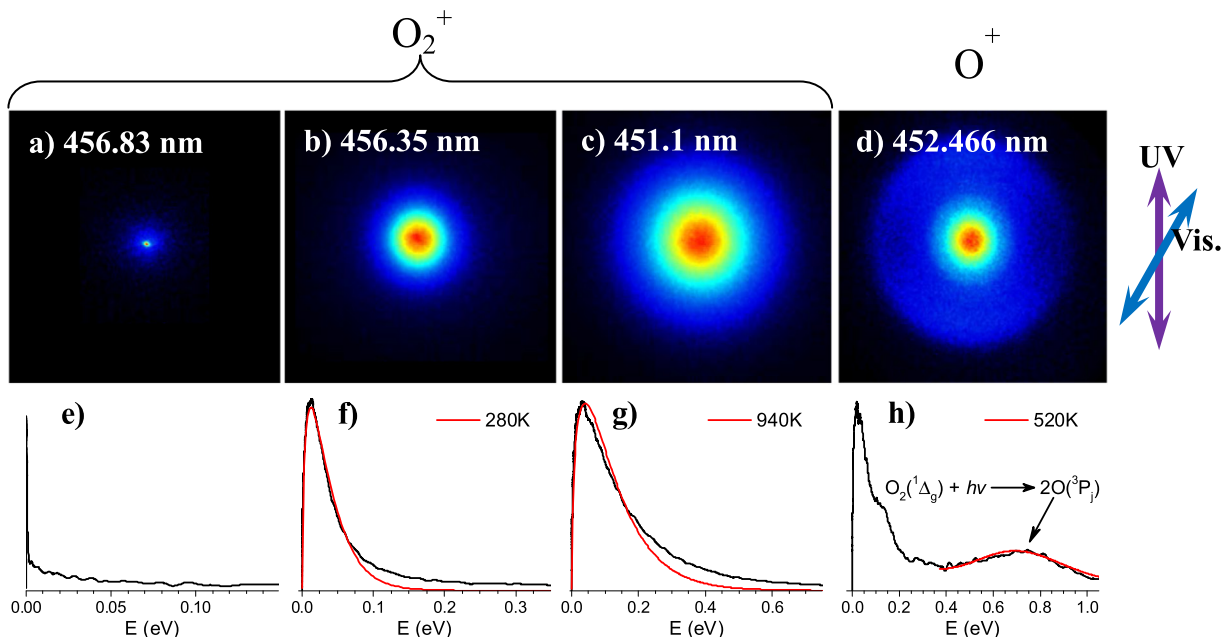 O₂⁺
O⁺
a) 456.83 nm
b) 456.35 nm
c) 451.1 nm
d) 452.466 nm
UV
Vis.
e)
0.00 0.05 0.10
E (eV)
f)
280K
0.0 0.1 0.2 0.3
E (eV)
g)
940K
0.0 0.2 0.4 0.6
E (eV)
h)
520K
O₂(¹Δg) + hν → 2O(³Pj)
0.0 0.2 0.4 0.6 0.8 1.0
E (eV)